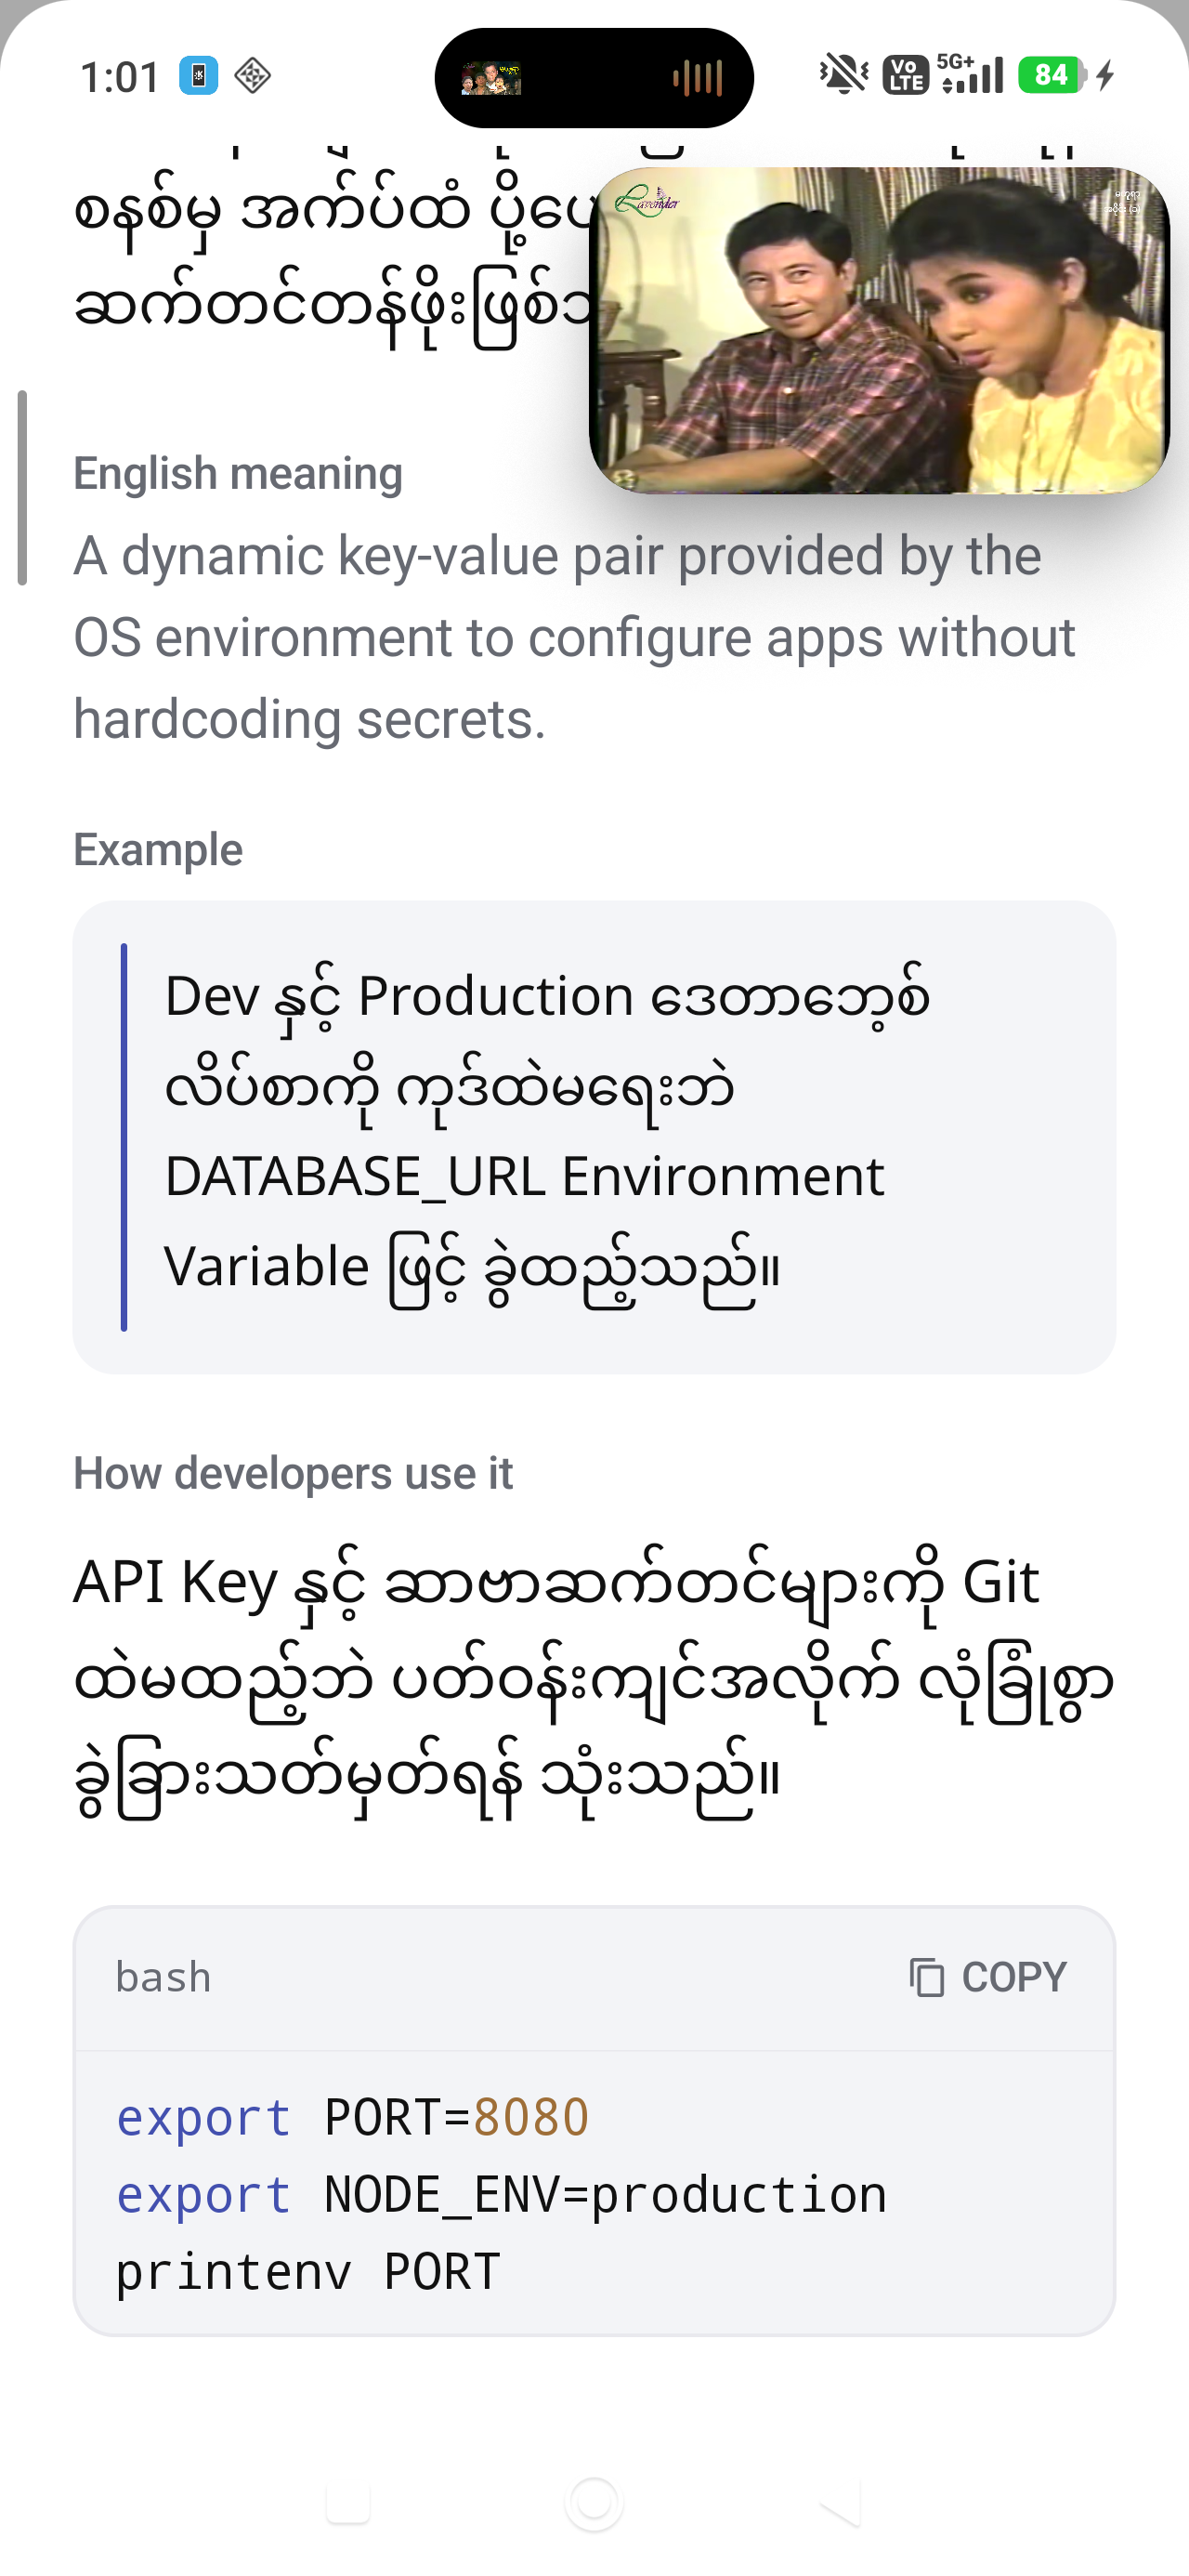 1:01
VO LTE 5G+ 84
Lavender
စနစ်မှ အက်ပ်ထံ ပို့ပေ
ဆက်တင်တန်ဖိုးဖြစ်သ
English meaning
A dynamic key-value pair provided by the
OS environment to configure apps without
hardcoding secrets.
Example
Dev နှင့် Production ဒေတာဘေ့စ်
လိပ်စာကို ကုဒ်ထဲမရေးဘဲ
DATABASE_URL Environment
Variable ဖြင့် ခွဲထည့်သည်။
How developers use it
API Key နှင့် ဆာဗာဆက်တင်များကို Git
ထဲမထည့်ဘဲ ပတ်ဝန်းကျင်အလိုက် လုံခြုံစွာ
ခွဲခြားသတ်မှတ်ရန် သုံးသည်။
bash
COPY
export PORT=8080
export NODE_ENV=production
printenv PORT